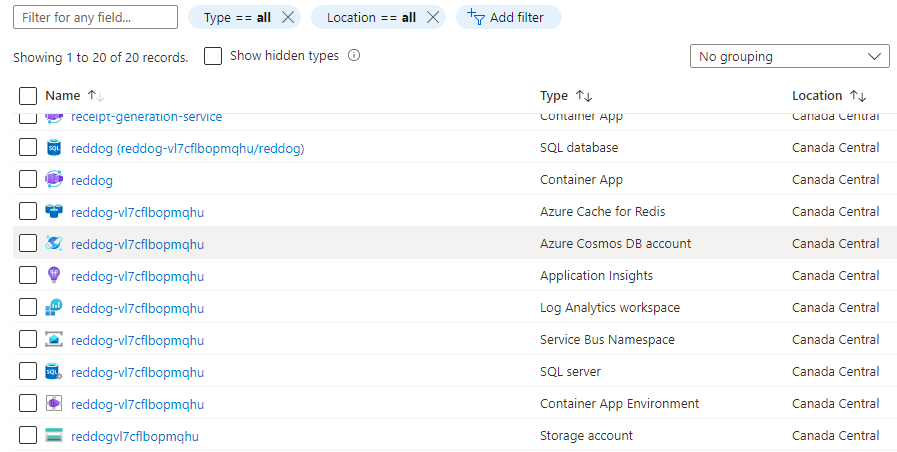 Filter for any field...
Type == all
Location == all
Add filter
Showing 1 to 20 of 20 records.
Show hidden types
No grouping
Name Type Location
receipt-generation-service Container App Canada Central
reddog (reddog-vl7cflbopmqhu/reddog) SQL database Canada Central
reddog Container App Canada Central
reddog-vl7cflbopmqhu Azure Cache for Redis Canada Central
reddog-vl7cflbopmqhu Azure Cosmos DB account Canada Central
reddog-vl7cflbopmqhu Application Insights Canada Central
reddog-vl7cflbopmqhu Log Analytics workspace Canada Central
reddog-vl7cflbopmqhu Service Bus Namespace Canada Central
SQL reddog-vl7cflbopmqhu SQL server Canada Central
reddog-vl7cflbopmqhu Container App Environment Canada Central
reddogvl7cflbopmqhu Storage account Canada Central